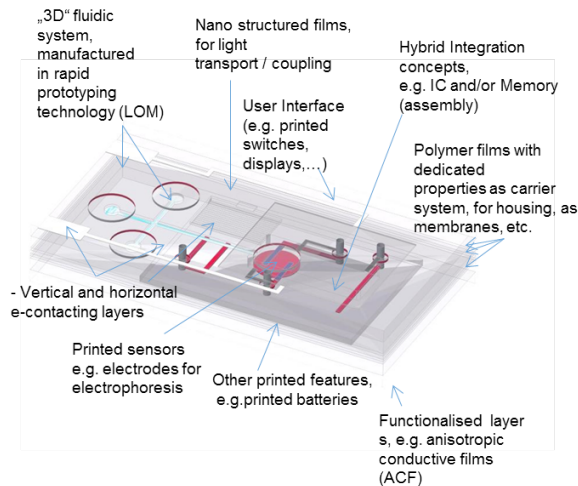 „3D“ fluidic
system,
manufactured
in rapid
prototyping
technology (LOM)
Nano structured films,
for light
transport / coupling
User Interface
(e.g. printed
switches,
displays,…)
Hybrid Integration
concepts,
e.g. IC and/or Memory
(assembly)
Polymer films with
dedicated
properties as carrier
system, for housing, as
membranes, etc.
- Vertical and horizontal
e-contacting layers
Printed sensors
e.g. electrodes for
electrophoresis
Other printed features,
e.g.printed batteries
Functionalised layer
s, e.g. anisotropic
conductive films
(ACF)